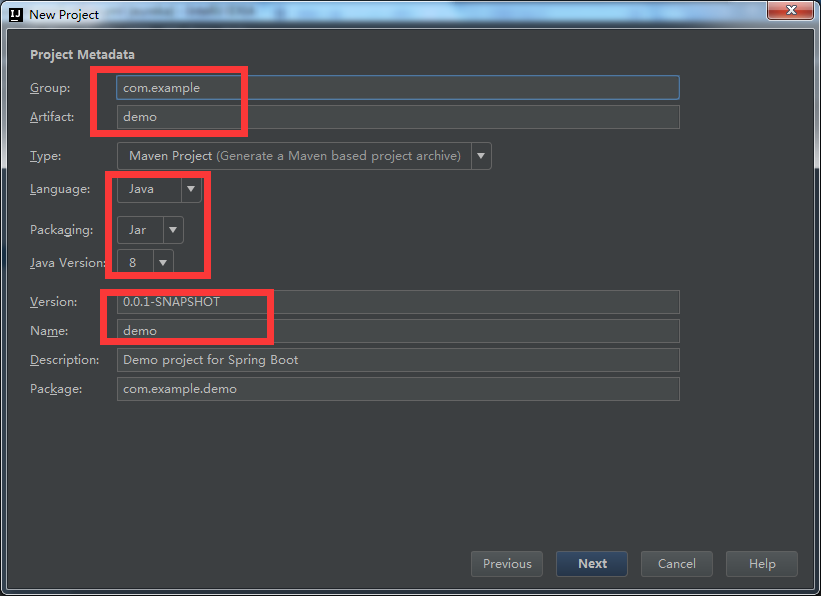 IJ New Project
Project Metadata
Group: com.example
Artifact: demo
Type: Maven Project (Generate a Maven based project archive)
Language: Java
Packaging: Jar
Java Version: 8
Version: 0.0.1-SNAPSHOT
Name: demo
Description: Demo project for Spring Boot
Package: com.example.demo
Previous Next Cancel Help